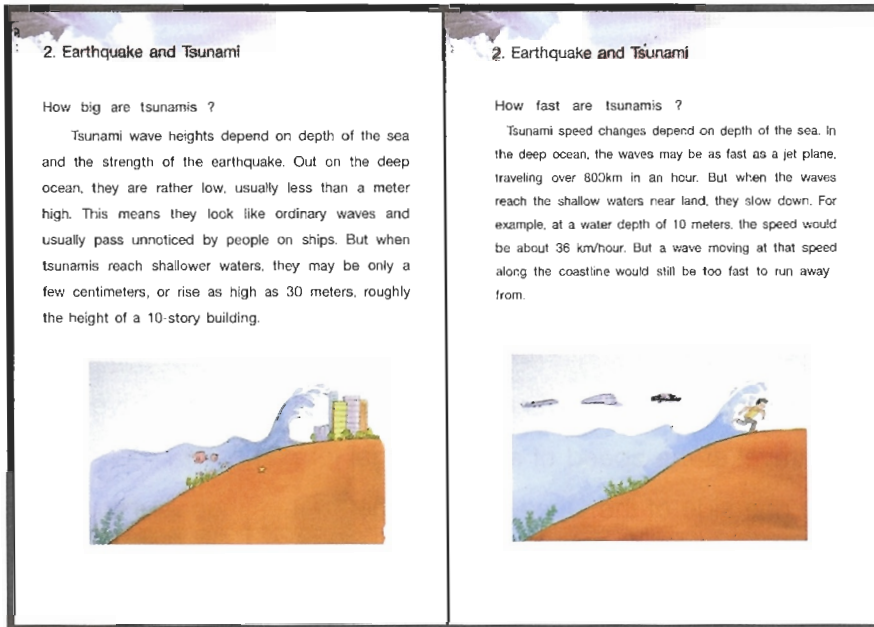 2. Earthquake and Tsunami
How big are tsunamis ?
Tsunami wave heights depend on depth of the sea
and the strength of the earthquake. Out on the deep
ocean, they are rather low, usually less than a meter
high. This means they look like ordinary waves and
usually pass unnoticed by people on ships. But when
tsunamis reach shallower waters, they may be only a
few centimeters, or rise as high as 30 meters, roughly
the height of a 10-story building.
2. Earthquake and Tsunami
How fast are tsunamis ?
Tsunami speed changes depend on depth of the sea. In
the deep ocean, the waves may be as fast as a jet plane,
traveling over 800km in an hour. But when the waves
reach the shallow waters near land, they slow down. For
example, at a water depth of 10 meters, the speed would
be about 36 km/hour. But a wave moving at that speed
along the coastline would still be too fast to run away
from.